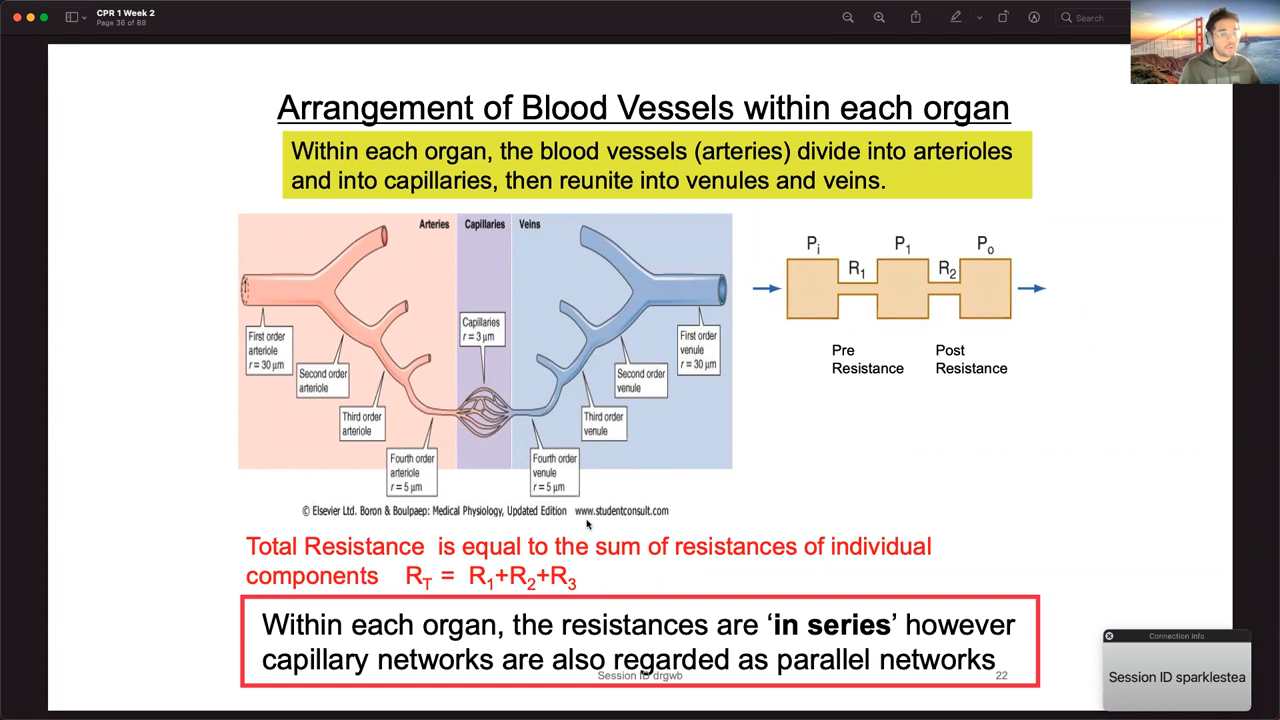 CPR 1 Week 2
Page 36 of 88
Search
Arrangement of Blood Vessels within each organ
Within each organ, the blood vessels (arteries) divide into arterioles
and into capillaries, then reunite into venules and veins.
Arteries
Capillaries
Veins
First order
arteriole
r = 30 µm
Second order
arteriole
Third order
arteriole
Fourth order
arteriole
r = 5 µm
Capillaries
r = 3 µm
First order
venule
r = 30 µm
Second order
venule
Third order
venule
Fourth order
venule
r = 5 µm
Pi
P1
Po
R1
R2
Pre
Resistance
Post
Resistance
© Elsevier Ltd. Boron & Boulpaep: Medical Physiology, Updated Edition www.studentconsult.com
Total Resistance is equal to the sum of resistances of individual
components RT = R1+R2+R3
Within each organ, the resistances are ‘in series’ however
capillary networks are also regarded as parallel networks
Session ID drgwb
22
Connection Info
Session ID sparklestea